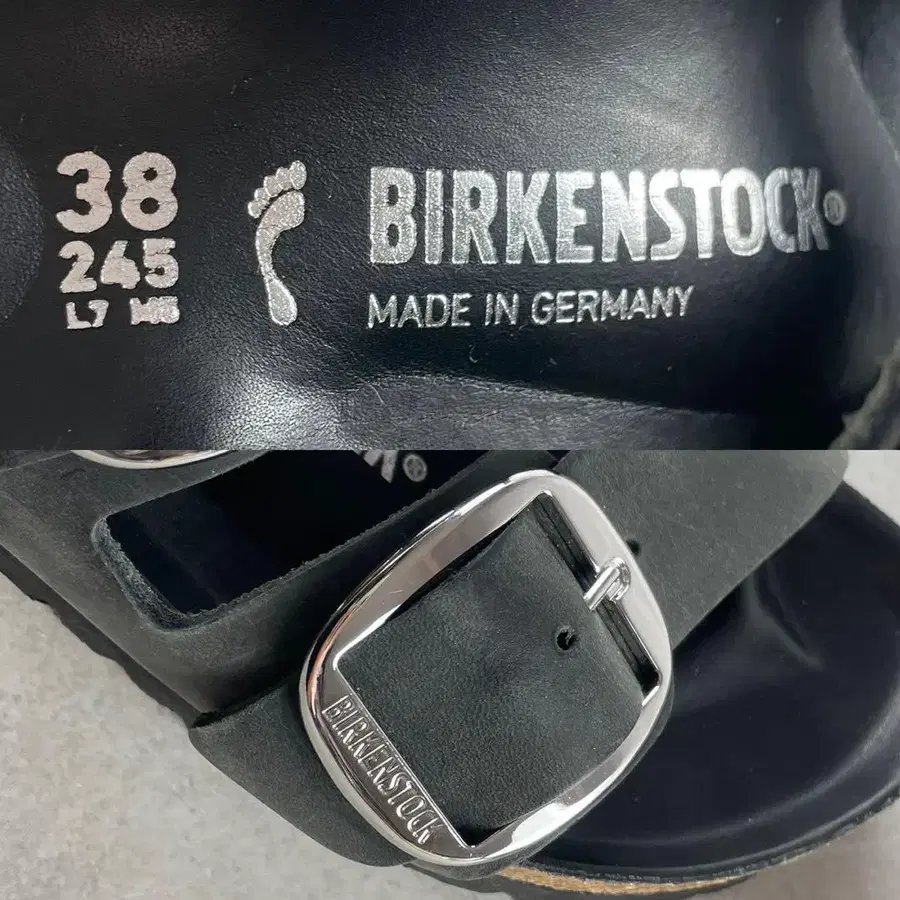 38
245
L7 M5
BIRKENSTOCK®
MADE IN GERMANY
BIRKENSTOCK